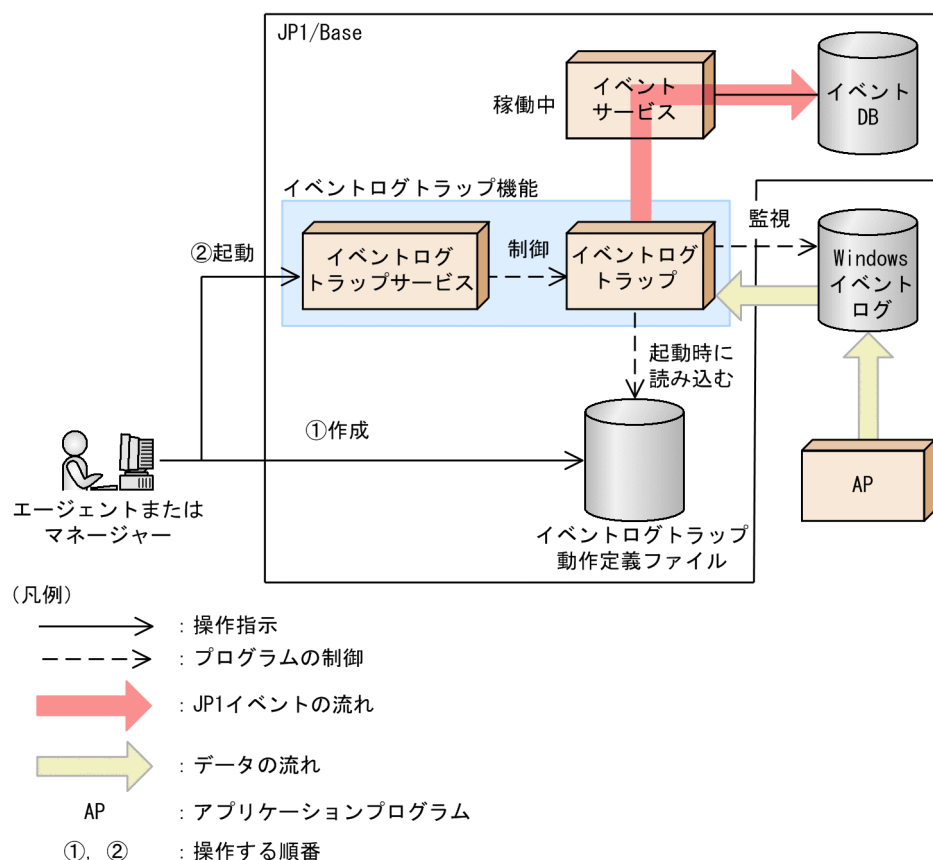 JP1/Base
イベント
サービス
稼働中
イベント
DB
イベントログトラップ機能
監視
②起動
イベントログ
トラップサービス
制御
イベントログ
トラップ
Windows
イベント
ログ
起動時に
読み込む
①作成
AP
エージェントまたは
マネージャー
イベントログトラップ
動作定義ファイル
(凡例)
: 操作指示
: プログラムの制御
: JP1イベントの流れ
: データの流れ
AP : アプリケーションプログラム
①, ② : 操作する順番